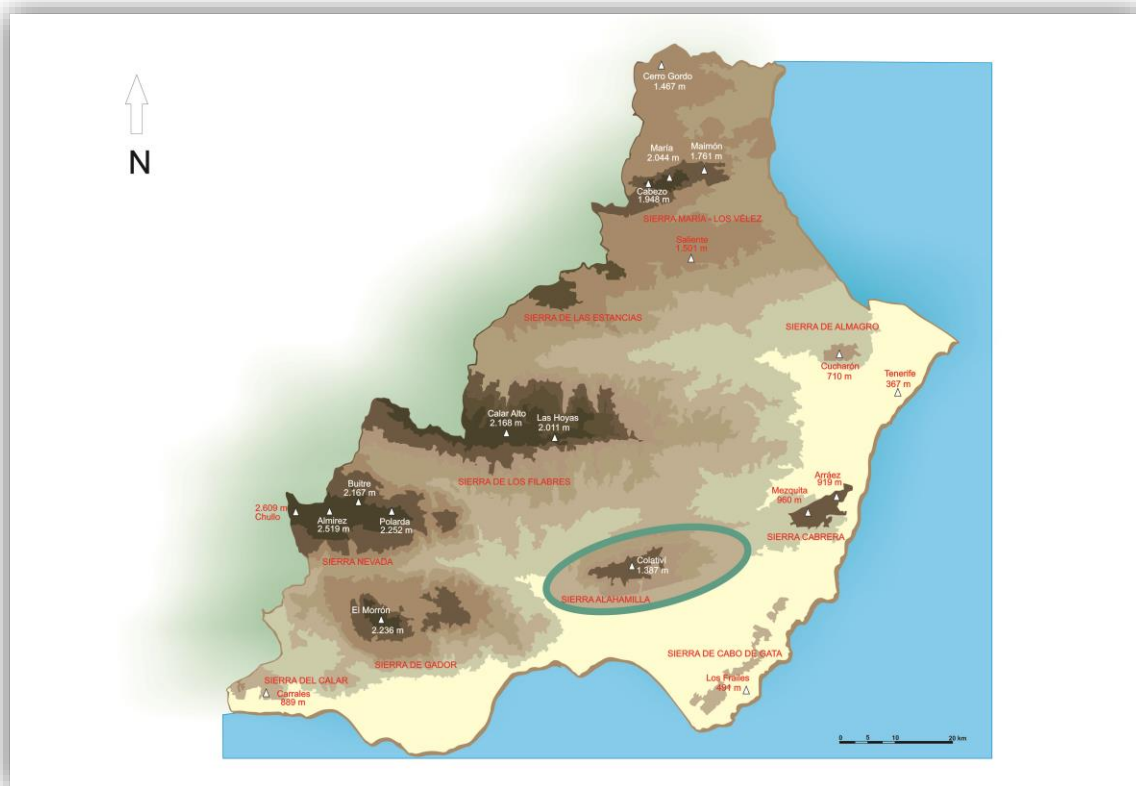 Cerro Gordo
1.467 m
N
María
2.044 m
Maimón
1.761 m
Cabezo
1.948 m
SIERRA MARIA - LOS VÉLEZ
Saliente
1.501 m
SIERRA DE LAS ESTANCIAS
SIERRA DE ALMAGRO
Cucharón
710 m
Tenerife
367 m
Calar Alto
2.168 m
Las Hoyas
2.011 m
SIERRA DE LOS FILABRES
Arráez
919 m
Mezquita
960 m
SIERRA CABRERA
Buitre
2.167 m
2.609 m
Chullo
Almirez
2.519 m
Polarda
2.252 m
SIERRA NEVADA
Colativí
1.387 m
SIERRA ALAHAMILLA
El Morrón
2.236 m
SIERRA DE GADOR
SIERRA DE CABO DE GATA
Los Frailes
491 m
SIERRA DEL CALAR
Carrales
889 m
0 5 10 20 km